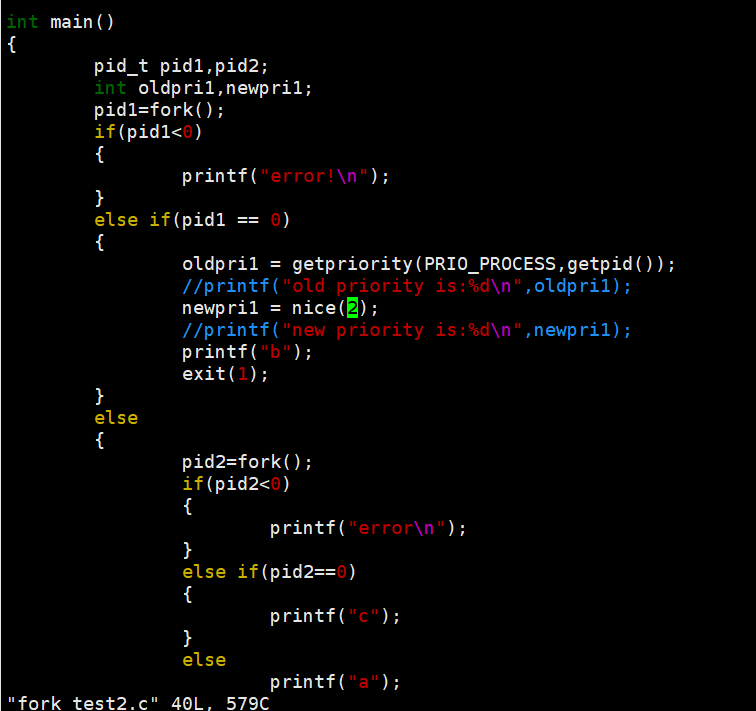 int main()
{
        pid_t pid1,pid2;
        int oldpri1,newpri1;
        pid1=fork();
        if(pid1<0)
        {
                printf("error!\n");
        }
        else if(pid1 == 0)
        {
                oldpri1 = getpriority(PRIO_PROCESS,getpid());
                //printf("old priority is:%d\n",oldpri1);
                newpri1 = nice(2);
                //printf("new priority is:%d\n",newpri1);
                printf("b");
                exit(1);
        }
        else
        {
                pid2=fork();
                if(pid2<0)
                {
                        printf("error\n");
                }
                else if(pid2==0)
                {
                        printf("c");
                }
                else
                        printf("a");
"fork_test2.c" 40L, 579C